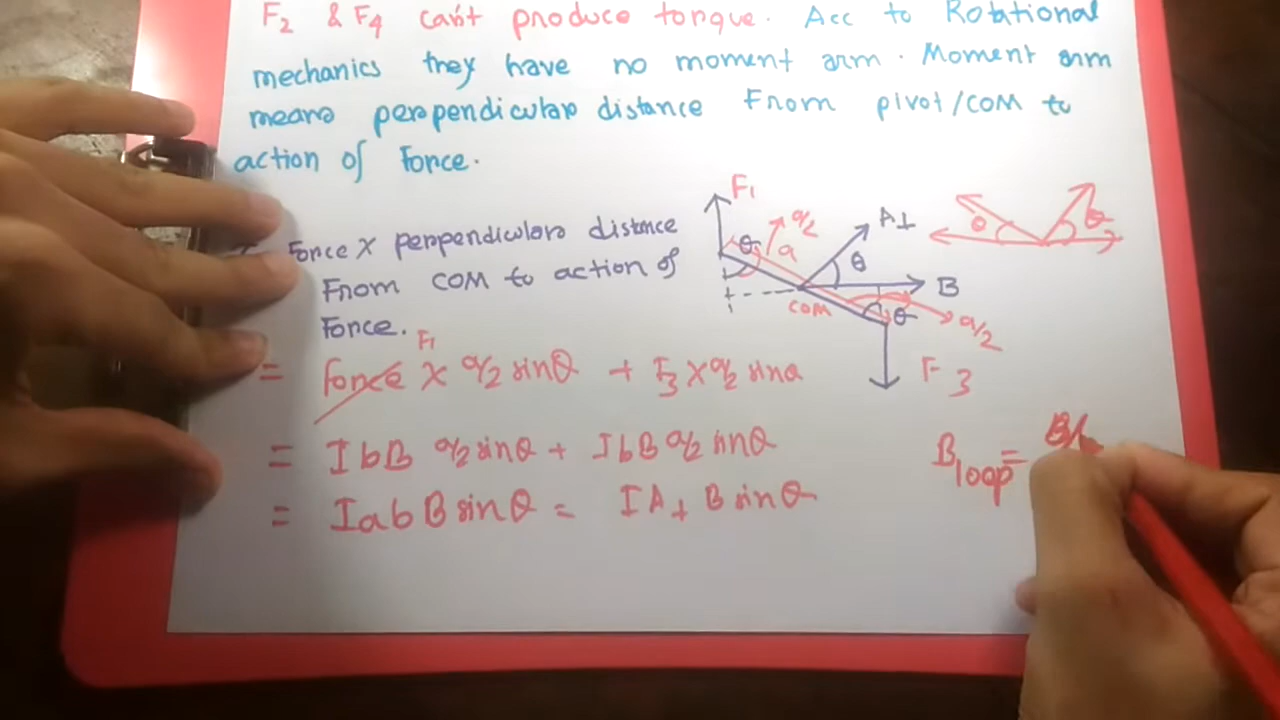 F2 & F4 can't produce torque. Acc to Rotational
mechanics they have no moment arm. Moment arm
means perpendicular distance From pivot/COM to
action of Force.
Force X perpendicular distance
From COM to action of
Force.
F1
θ
a/2
a
A⊥
θ
B
COM
θ
a/2
F3
θ
θ
= Force X a/2 sinθ + F3 X a/2 sinθ
F1
= IbB a/2 sinθ + IbB a/2 sinθ
= IabB sinθ = IA⊥ B sinθ
B loop =